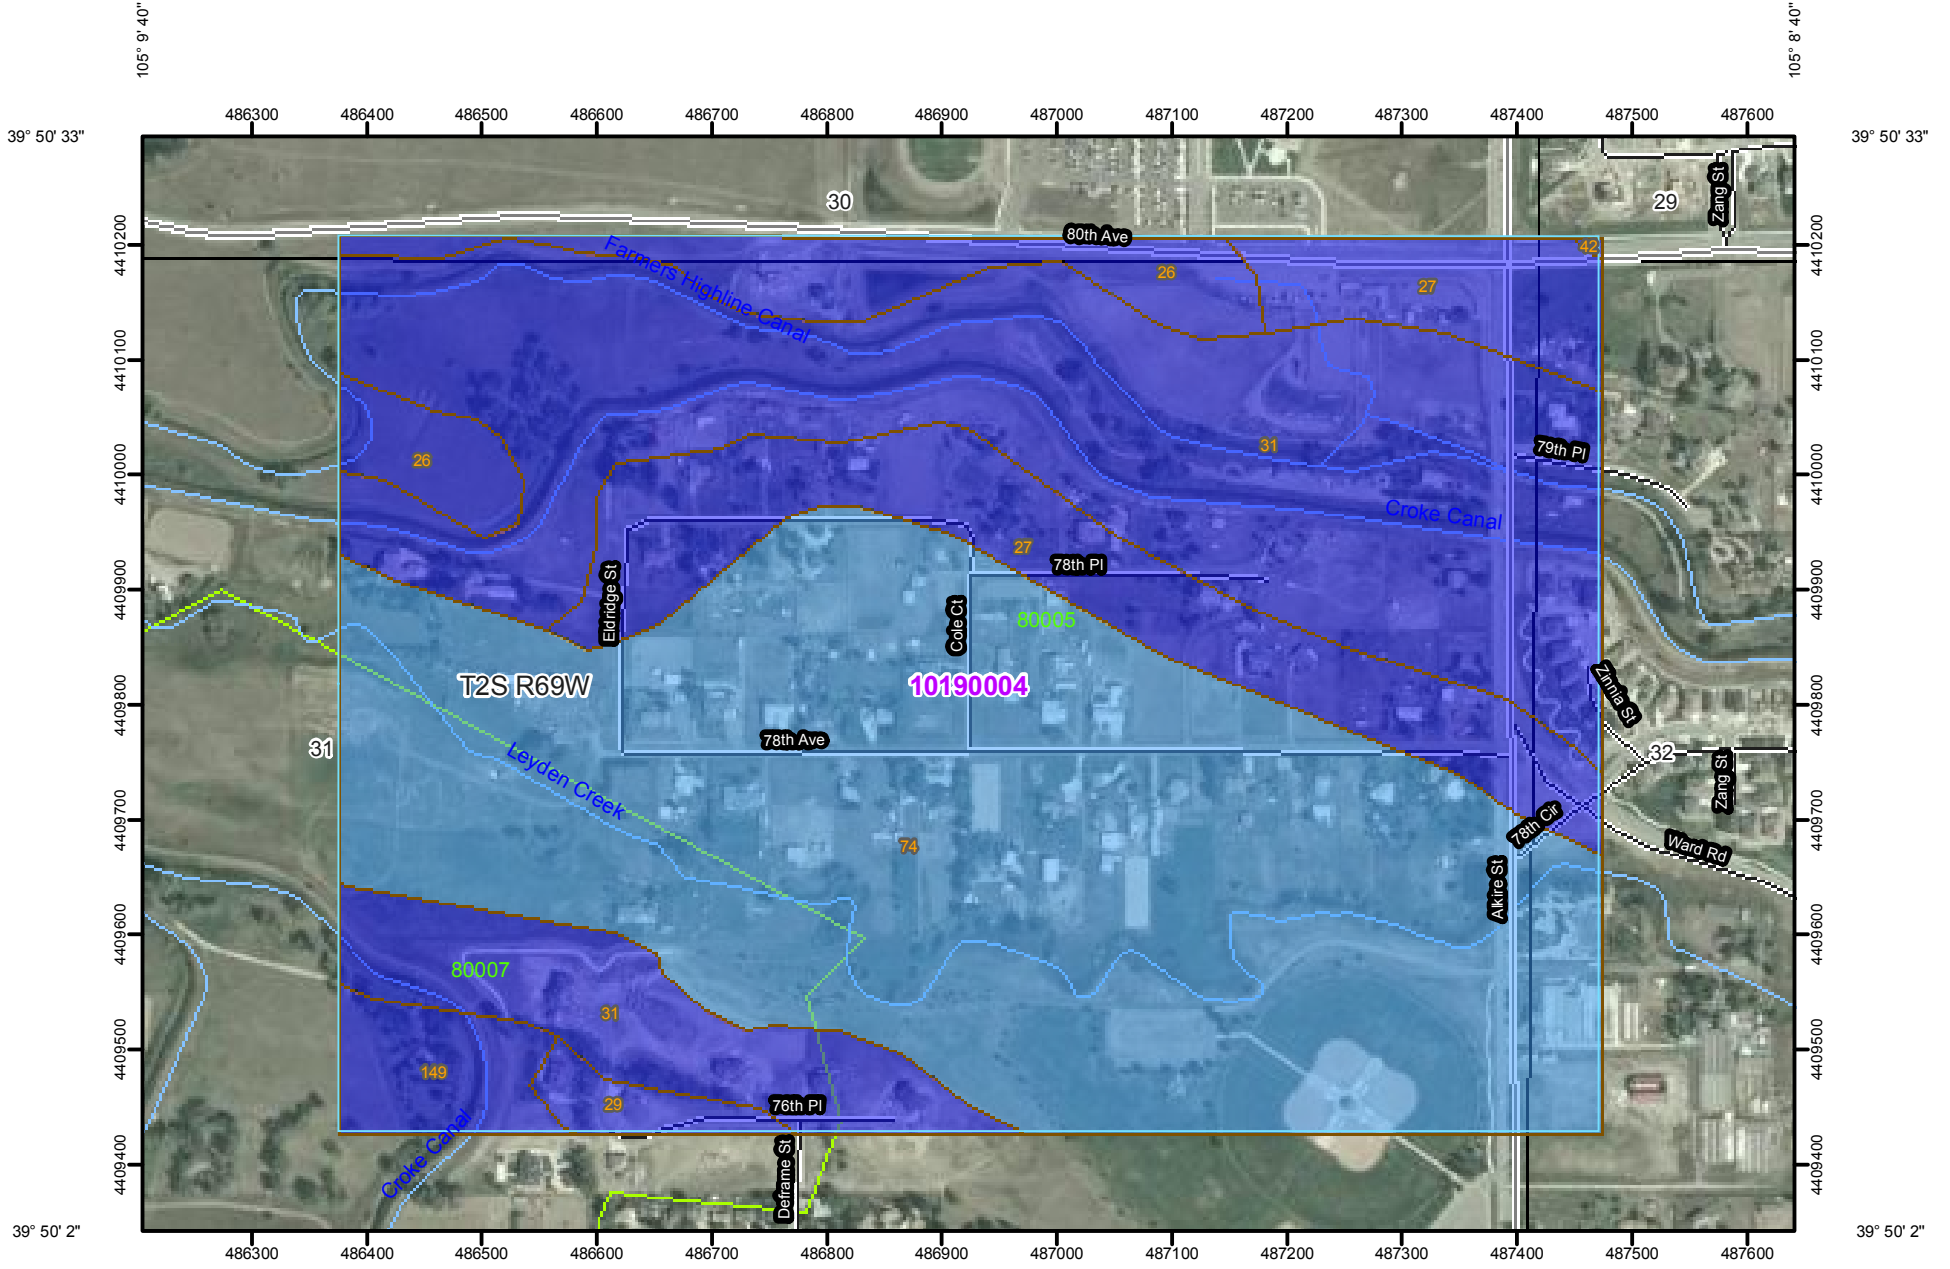 105° 9' 40"
105° 8' 40"
486300 486400 486500 486600 486700 486800 486900 487000 487100 487200 487300 487400 487500 487600
39° 50' 33"
39° 50' 33"
30
29
Zang St
80th Ave
4410200
4410200
42
Farmers Highline Canal
26
27
4410100
4410100
31
79th Pl
26
4410000
4410000
Croke Canal
27
78th Pl
Eldridge St
4409900
4409900
Cole Ct
80005
T2S R69W
10190004
Zinnia St
4409800
4409800
31
78th Ave
32
Zang St
Leyden Creek
4409700
4409700
78th Cir
Ward Rd
74
Alkire St
4409600
4409600
80007
31
4409500
4409500
149
29
76th Pl
Croke Canal
Deframe St
4409400
4409400
39° 50' 2"
39° 50' 2"
486300 486400 486500 486600 486700 486800 486900 487000 487100 487200 487300 487400 487500 487600